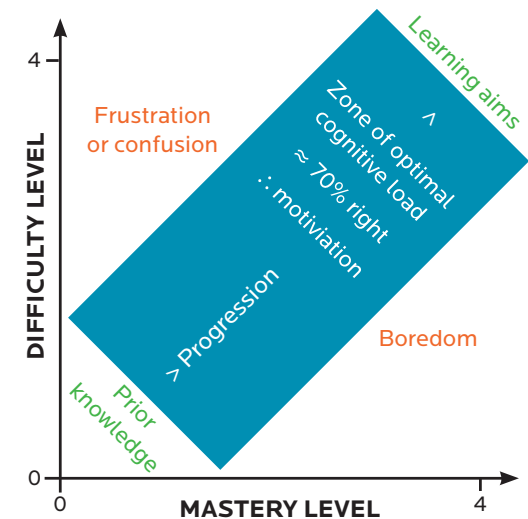 4
DIFFICULTY LEVEL
0
Frustration
or confusion
Learning aims
>
Zone of optimal
cognitive load
≈ 70% right
∴ motiviation
> Progression
Boredom
Prior
knowledge
0
MASTERY LEVEL
4